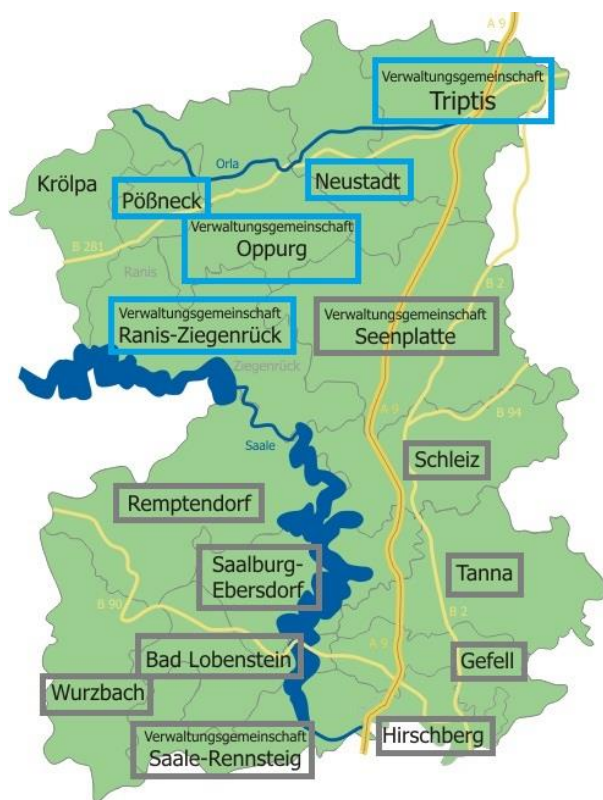 A 9
Verwaltungsgemeinschaft
Triptis
Orla
Krölpa
Pößneck
Neustadt
Verwaltungsgemeinschaft
Oppurg
B 281
Ranis
B 2
Verwaltungsgemeinschaft
Ranis-Ziegenrück
Verwaltungsgemeinschaft
Seenplatte
Ziegenrück
A 9
B 94
Saale
Schleiz
Remptendorf
Saalburg-
Ebersdorf
Tanna
B 90
B 2
A 9
Bad Lobenstein
Gefell
Wurzbach
Verwaltungsgemeinschaft
Saale-Rennsteig
Hirschberg